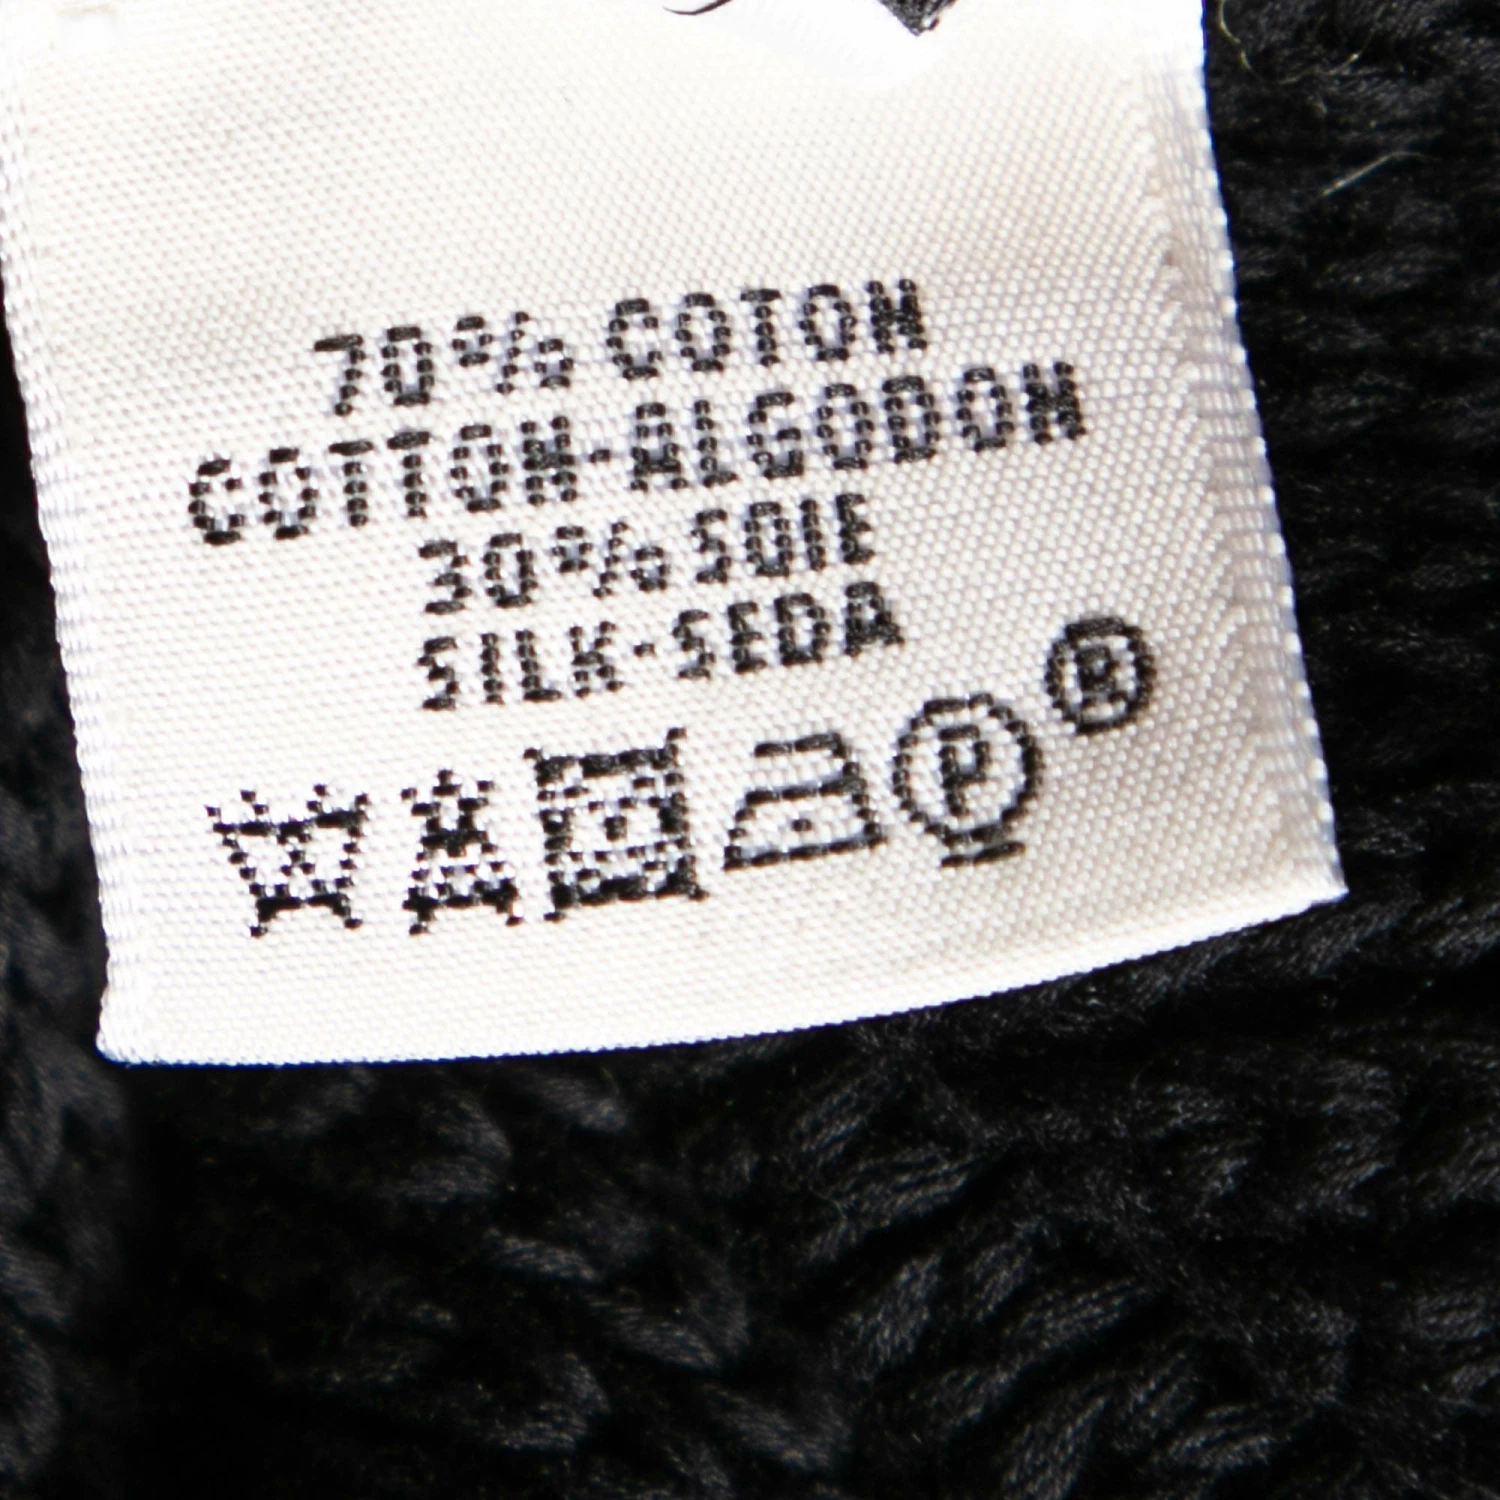 70% COTON
COTTON-ALGODON
30% SOIE
SILK-SEDA
P ®